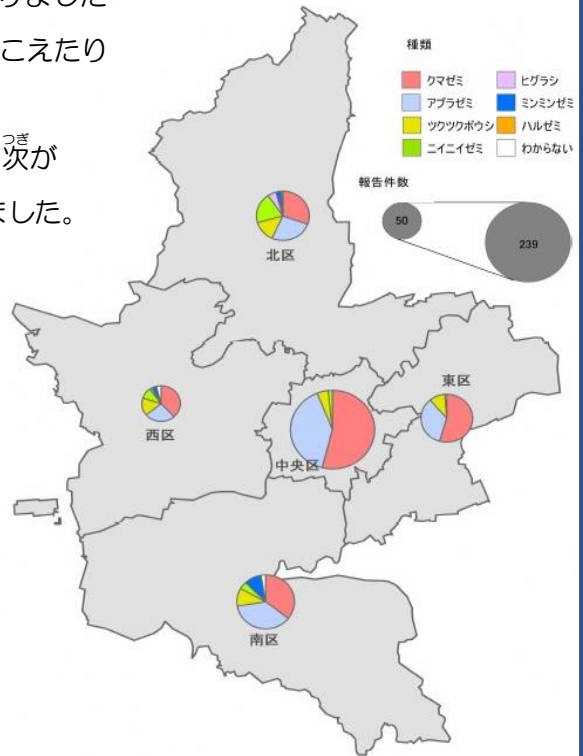 りました
こえたり
つぎ
次が
ました。
種類
クマゼミ
ヒグラシ
アブラゼミ
ミンミンゼミ
ツクツクボウシ
ハルゼミ
ニイニイゼミ
わからない
報告件数
50
239
北区
東区
西区
中央区
南区